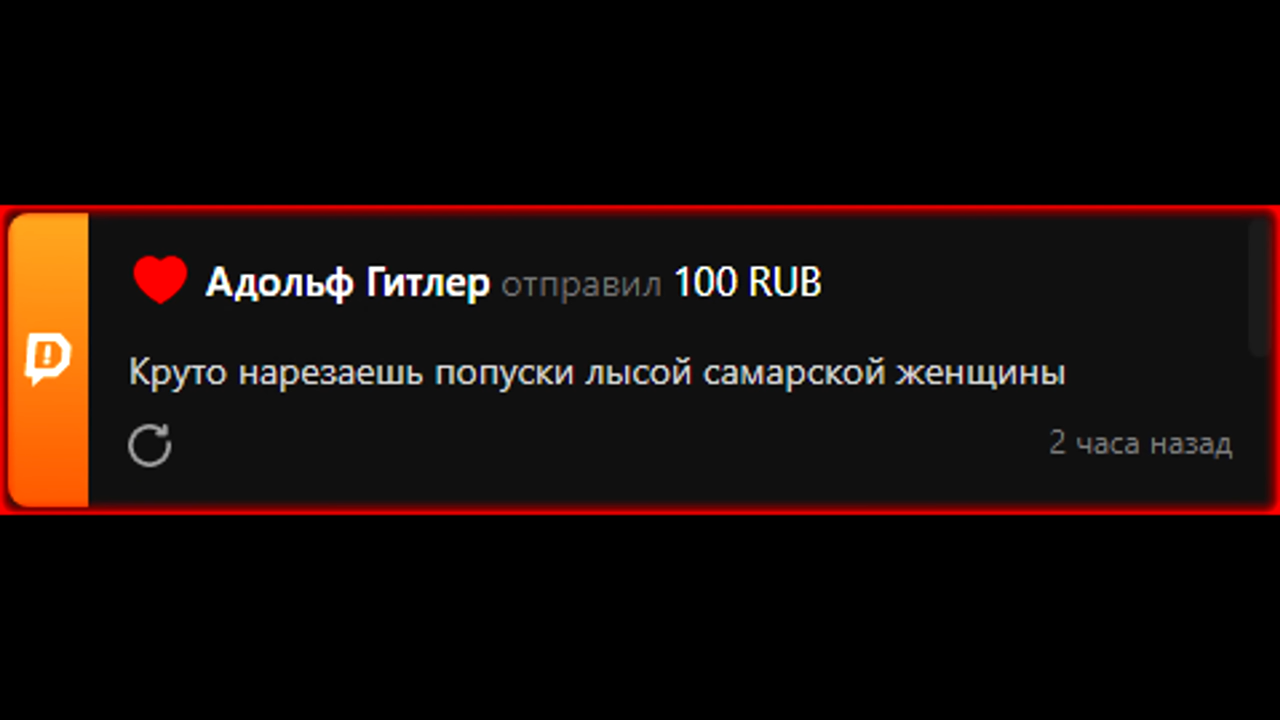 Адольф Гитлер отправил 100 RUB
Круто нарезаешь попуски лысой самарской женщины
2 часа назад